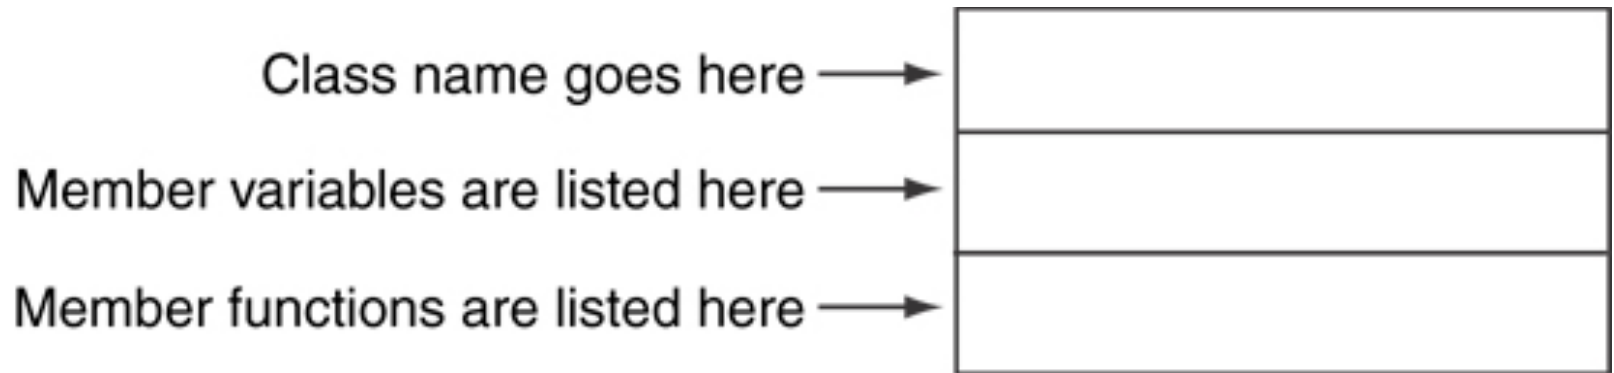 Class name goes here
Member variables are listed here
Member functions are listed here